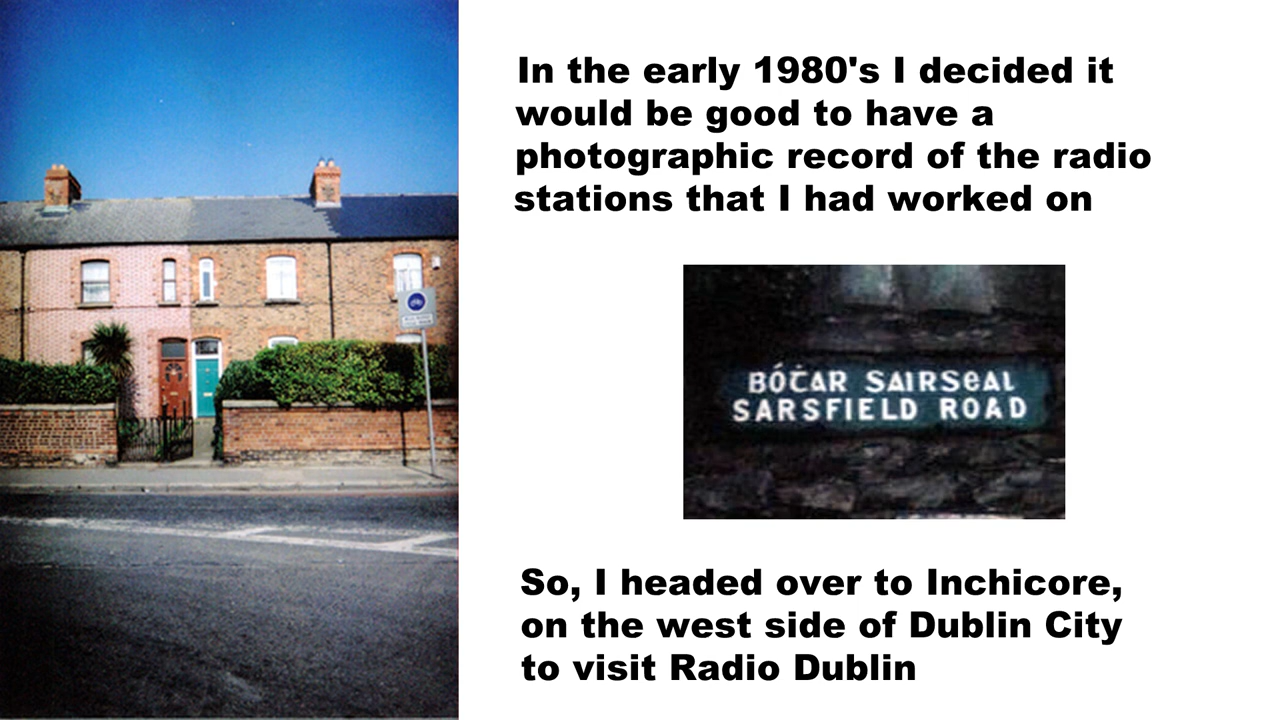 In the early 1980's I decided it
would be good to have a
photographic record of the radio
stations that I had worked on
BÓĊAR SAIRSeAL
SARSFIELD ROAD
So, I headed over to Inchicore,
on the west side of Dublin City
to visit Radio Dublin